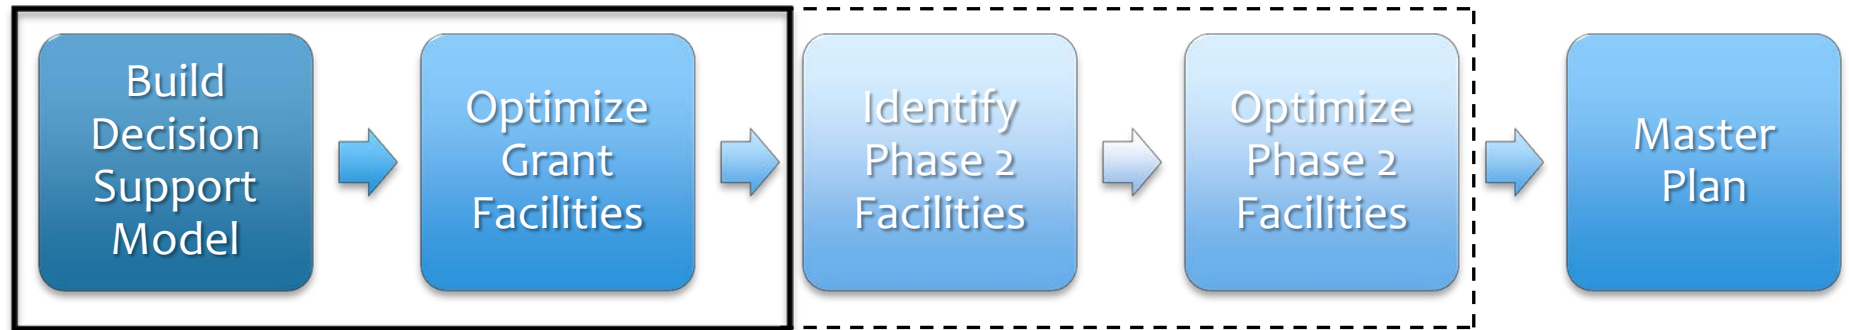 Build
Decision
Support
Model
Optimize
Grant
Facilities
Identify
Phase 2
Facilities
Optimize
Phase 2
Facilities
Master
Plan